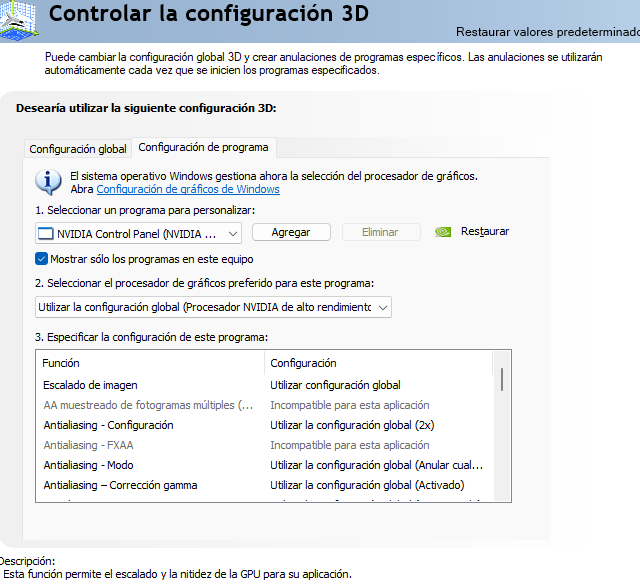 Controlar la configuración 3D
Restaurar valores predeterminado
Puede cambiar la configuración global 3D y crear anulaciones de programas específicos. Las anulaciones se utilizarán
automáticamente cada vez que se inicien los programas especificados.
Desearía utilizar la siguiente configuración 3D:
Configuración global
Configuración de programa
El sistema operativo Windows gestiona ahora la selección del procesador de gráficos.
Abra Configuración de gráficos de Windows
1. Seleccionar un programa para personalizar:
NVIDIA Control Panel (NVIDIA ...
Agregar
Eliminar
Restaurar
Mostrar sólo los programas en este equipo
2. Seleccionar el procesador de gráficos preferido para este programa:
Utilizar la configuración global (Procesador NVIDIA de alto rendimiento
3. Especificar la configuración de este programa:
Función Configuración
Escalado de imagen Utilizar configuración global
AA muestreado de fotogramas múltiples (... Incompatible para esta aplicación
Antialiasing - Configuración Utilizar la configuración global (2x)
Antialiasing - FXAA Incompatible para esta aplicación
Antialiasing - Modo Utilizar la configuración global (Anular cual...
Antialiasing – Corrección gamma Utilizar la configuración global (Activado)
Descripción:
Esta función permite el escalado y la nitidez de la GPU para su aplicación.